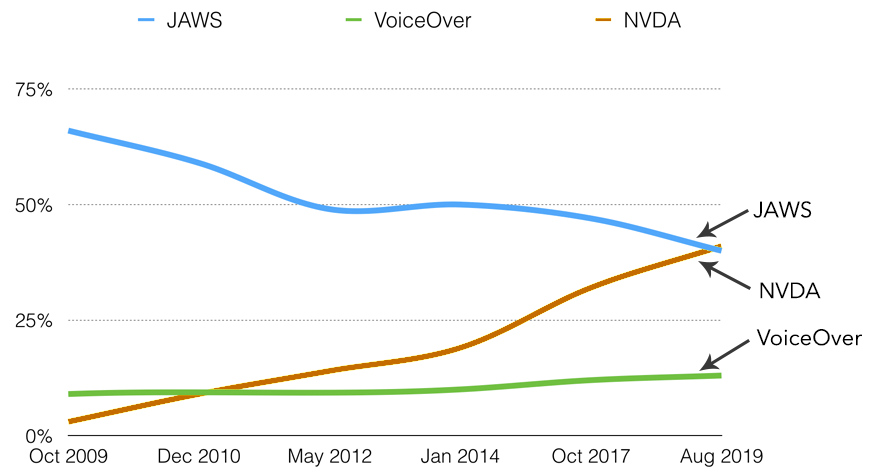 JAWS VoiceOver NVDA
75%
50%
JAWS
NVDA
25%
VoiceOver
0%
Oct 2009 Dec 2010 May 2012 Jan 2014 Oct 2017 Aug 2019